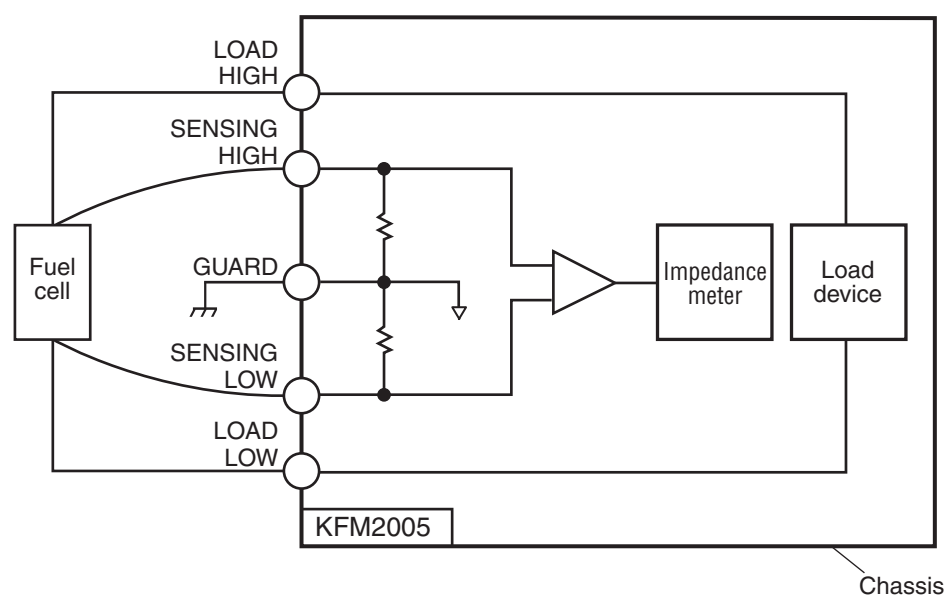 LOAD
HIGH
SENSING
HIGH
Fuel
cell
GUARD
Impedance
meter
Load
device
SENSING
LOW
LOAD
LOW
KFM2005
Chassis